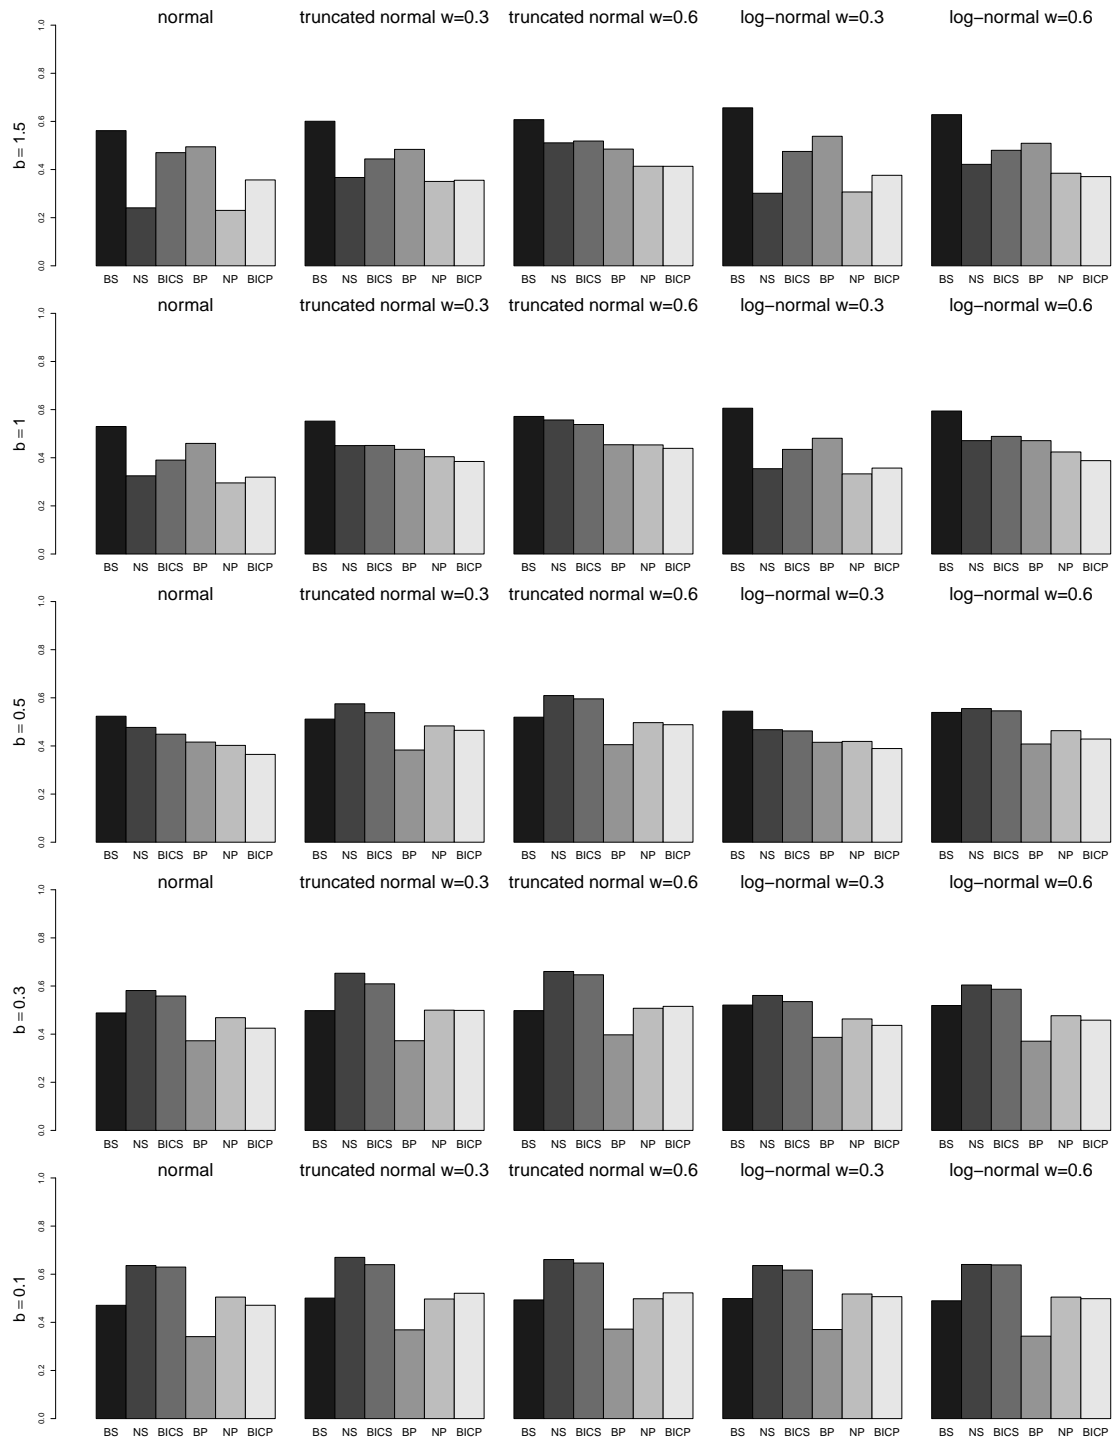 normal truncated normal w=0.3 truncated normal w=0.6 log−normal w=0.3 log−normal w=0.6
b = 1.5
0.0 0.2 0.4 0.6 0.8 1.0
BS NS BICS BP NP BICP BS NS BICS BP NP BICP BS NS BICS BP NP BICP BS NS BICS BP NP BICP BS NS BICS BP NP BICP
normal truncated normal w=0.3 truncated normal w=0.6 log−normal w=0.3 log−normal w=0.6
b = 1
0.0 0.2 0.4 0.6 0.8 1.0
BS NS BICS BP NP BICP BS NS BICS BP NP BICP BS NS BICS BP NP BICP BS NS BICS BP NP BICP BS NS BICS BP NP BICP
normal truncated normal w=0.3 truncated normal w=0.6 log−normal w=0.3 log−normal w=0.6
b = 0.5
0.0 0.2 0.4 0.6 0.8 1.0
BS NS BICS BP NP BICP BS NS BICS BP NP BICP BS NS BICS BP NP BICP BS NS BICS BP NP BICP BS NS BICS BP NP BICP
normal truncated normal w=0.3 truncated normal w=0.6 log−normal w=0.3 log−normal w=0.6
b = 0.3
0.0 0.2 0.4 0.6 0.8 1.0
BS NS BICS BP NP BICP BS NS BICS BP NP BICP BS NS BICS BP NP BICP BS NS BICS BP NP BICP BS NS BICS BP NP BICP
normal truncated normal w=0.3 truncated normal w=0.6 log−normal w=0.3 log−normal w=0.6
b = 0.1
0.0 0.2 0.4 0.6 0.8 1.0
BS NS BICS BP NP BICP BS NS BICS BP NP BICP BS NS BICS BP NP BICP BS NS BICS BP NP BICP BS NS BICS BP NP BICP